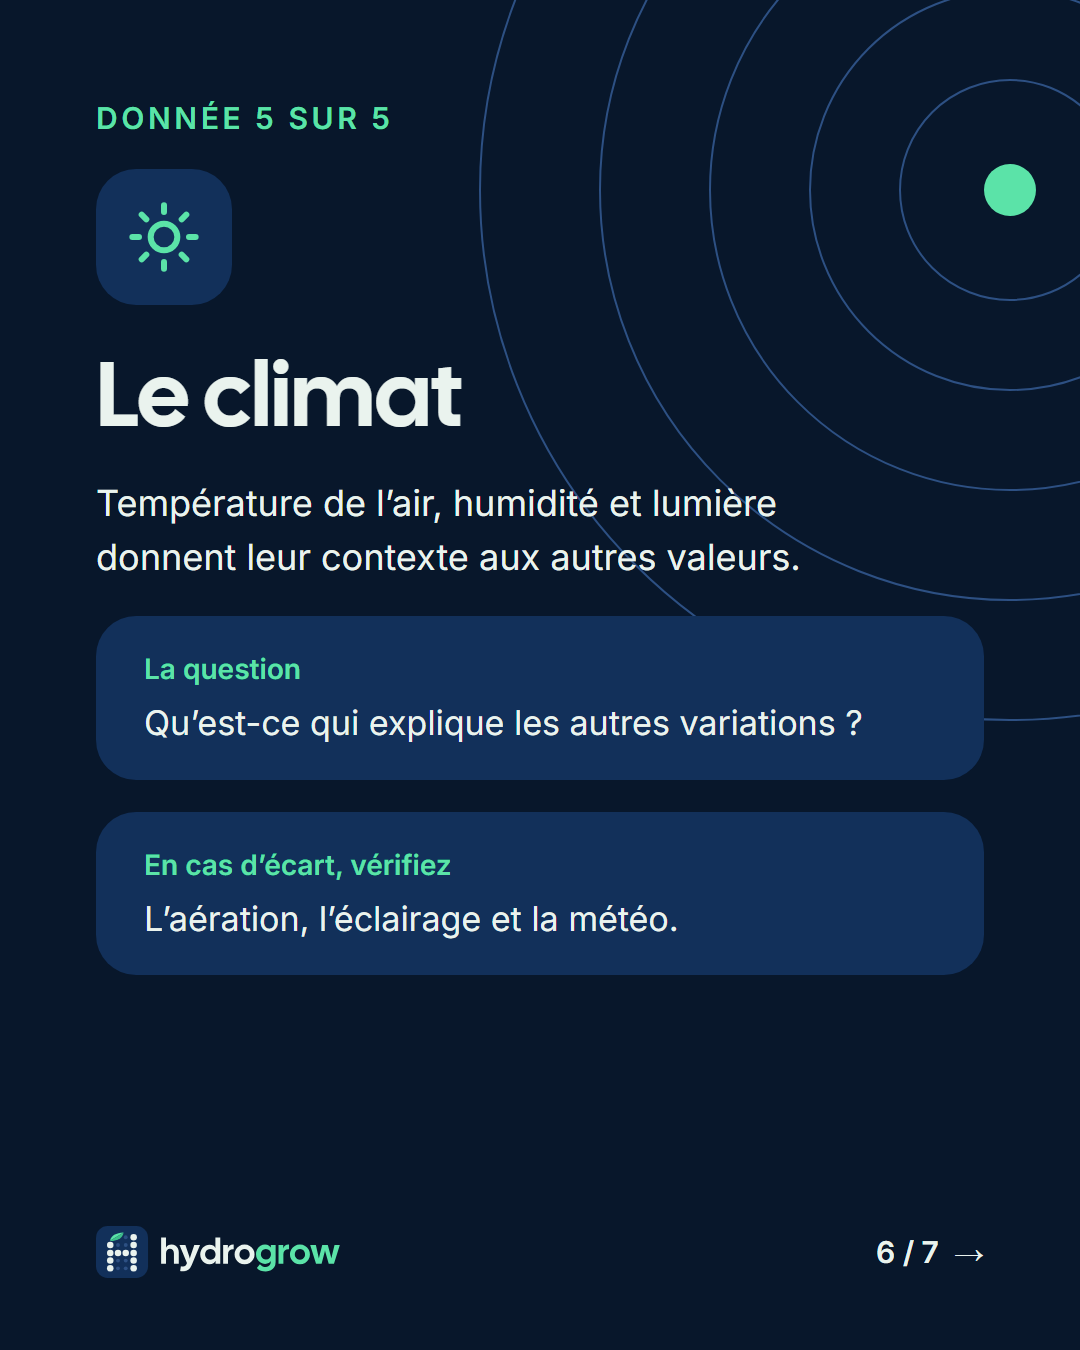 DONNÉE 5 SUR 5
Le climat
Température de l’air, humidité et lumière
donnent leur contexte aux autres valeurs.
La question
Qu’est-ce qui explique les autres variations ?
En cas d’écart, vérifiez
L’aération, l’éclairage et la météo.
hydrogrow
6 / 7 →